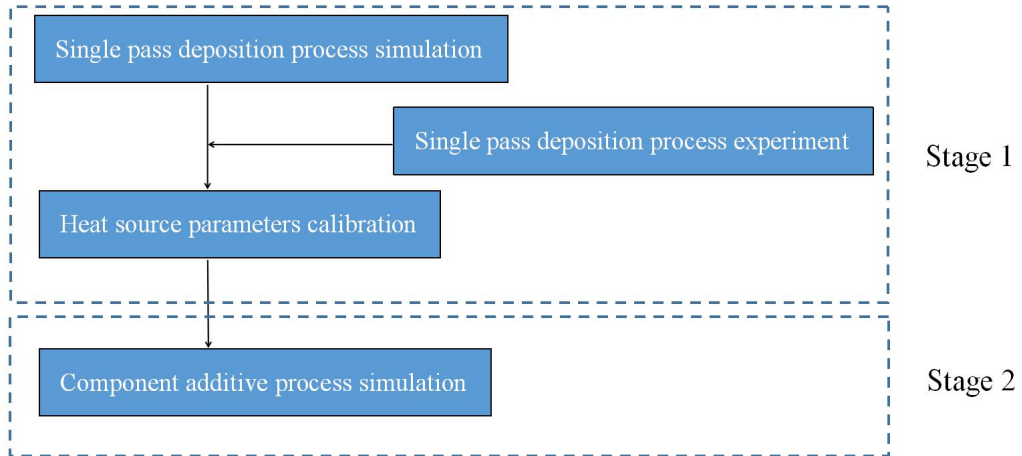 Single pass deposition process simulation
Single pass deposition process experiment
Stage 1
Heat source parameters calibration
Component additive process simulation
Stage 2